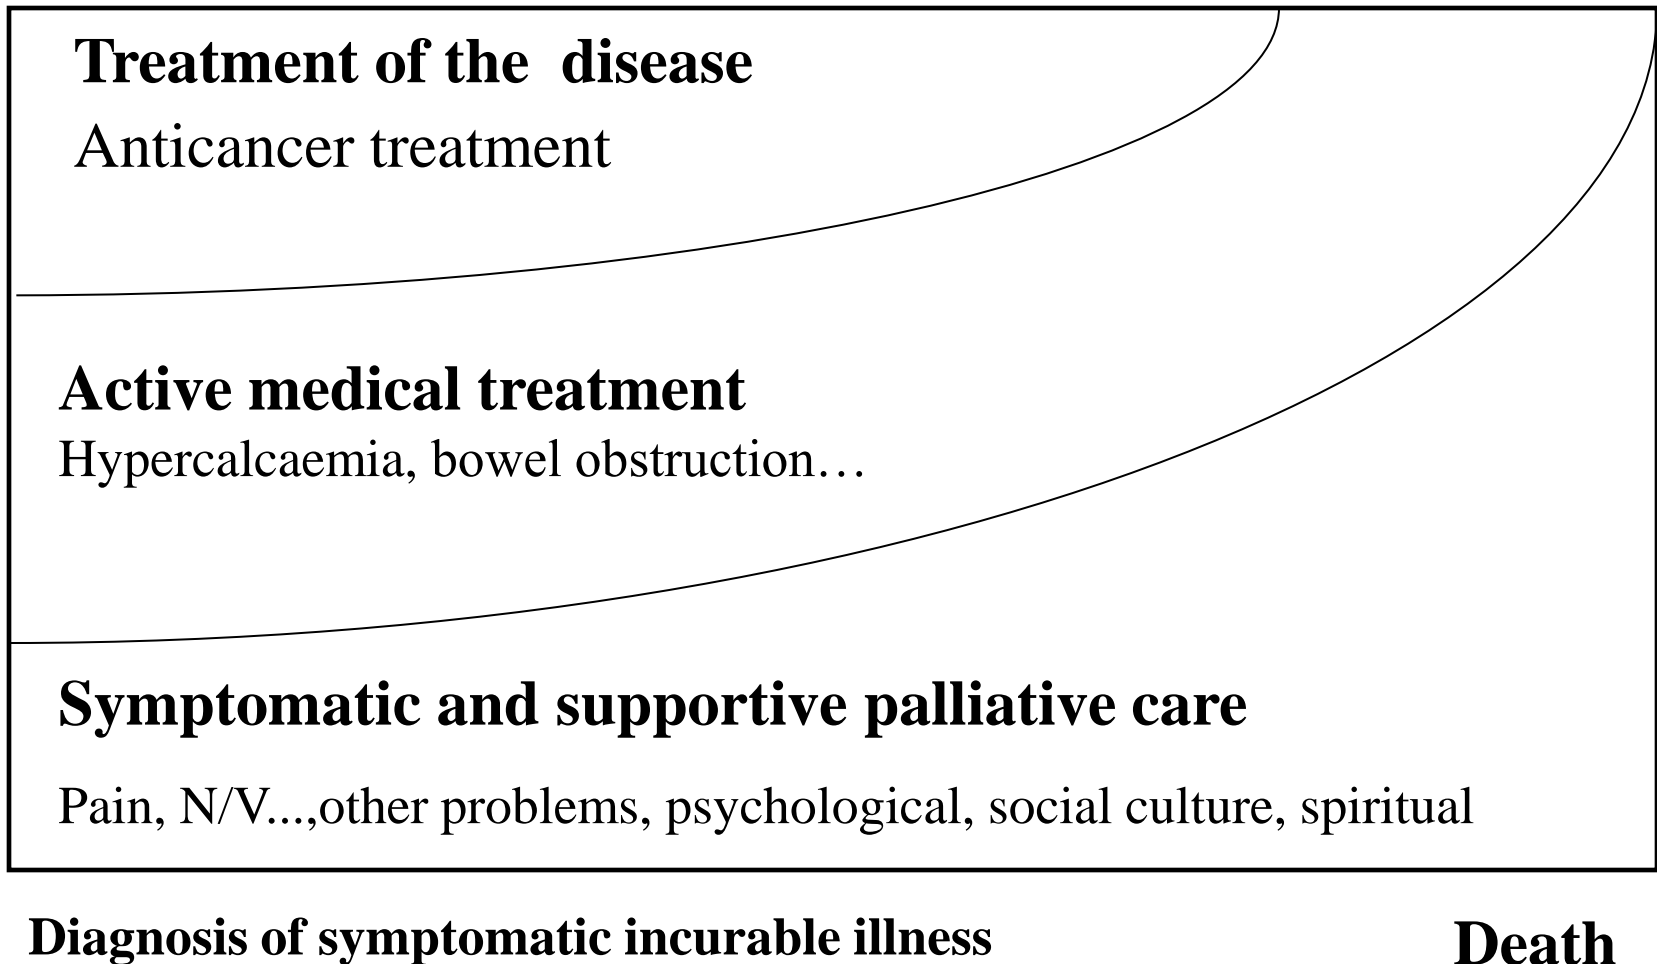 Treatment of the disease
Anticancer treatment
Active medical treatment
Hypercalcaemia, bowel obstruction…
Symptomatic and supportive palliative care
Pain, N/V...,other problems, psychological, social culture, spiritual
Diagnosis of symptomatic incurable illness
Death